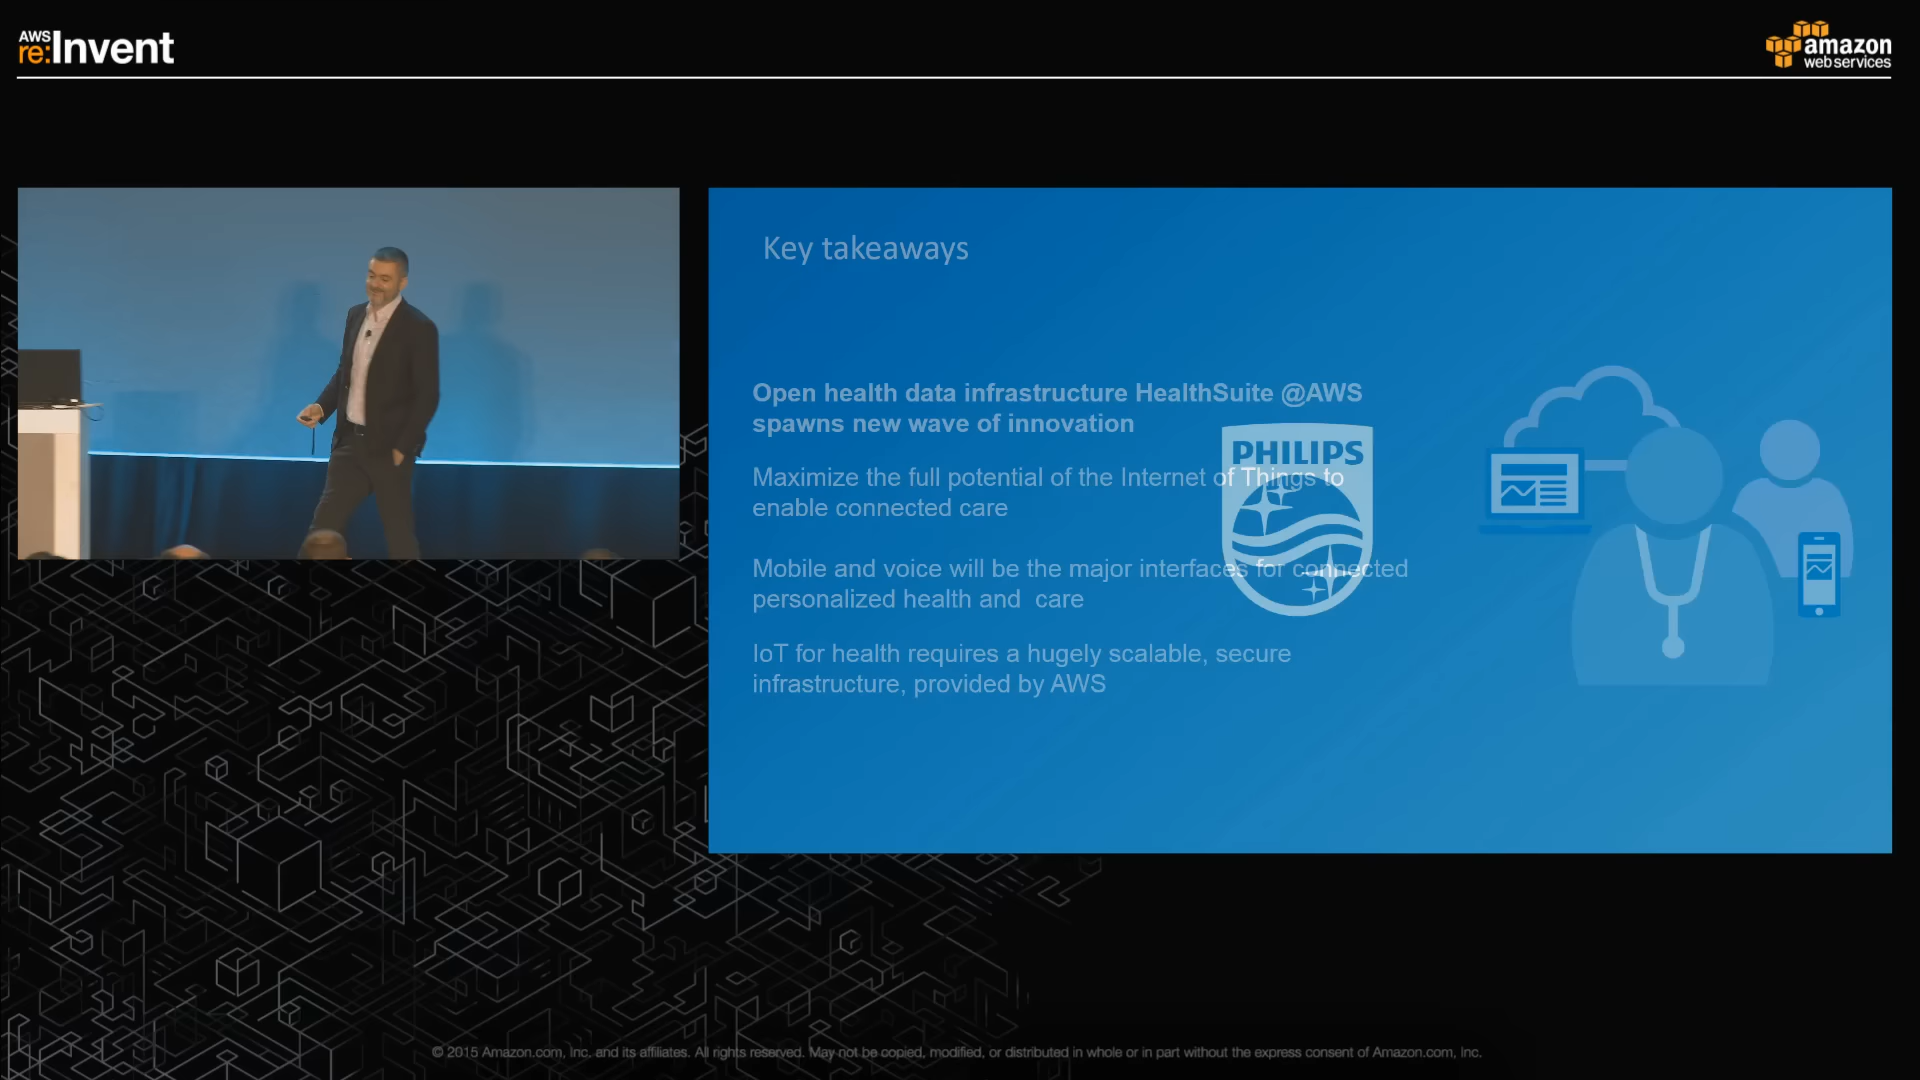 AWS
re:Invent
amazon
web services
Key takeaways
Open health data infrastructure HealthSuite @AWS
spawns new wave of innovation
PHILIPS
Maximize the full potential of the Internet of Things to
enable connected care
Mobile and voice will be the major interfaces for connected
personalized health and  care
IoT for health requires a hugely scalable, secure
infrastructure, provided by AWS
© 2015 Amazon.com, Inc. and its affiliates. All rights reserved. May not be copied, modified, or distributed in whole or in part without the express consent of Amazon.com, Inc.